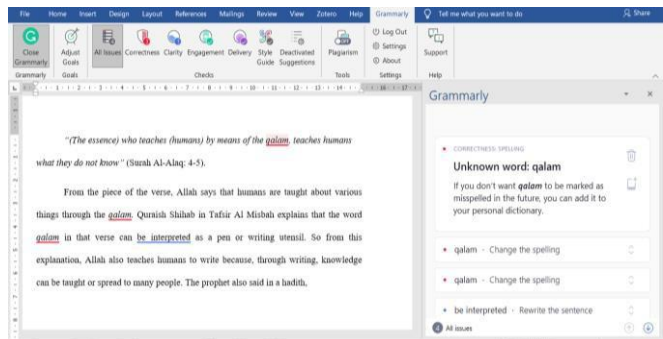 File Home Insert Design Layout References Mailings Review View Zotero Help Grammarly Tell me what you want to do Share
Close Grammarly
Adjust Goals
All Issues
Correctness
Clarity
Engagement
Delivery
Style Guide
Deactivated Suggestions
Plagiarism
Log Out
Settings
About
Support
Grammarly Goals Checks Tools Settings Help
"(The essence) who teaches (humans) by means of the qalam, teaches humans
what they do not know" (Surah Al-Alaq: 4-5).
From the piece of the verse, Allah says that humans are taught about various
things through the qalam. Quraish Shihab in Tafsir Al Misbah explains that the word
qalam in that verse can be interpreted as a pen or writing utensil. So from this
explanation, Allah also teaches humans to write because, through writing, knowledge
can be taught or spread to many people. The prophet also said in a hadith,
Grammarly
CORRECTNESS: SPELLING
Unknown word: qalam
If you don't want qalam to be marked as
misspelled in the future, you can add it to
your personal dictionary.
qalam - Change the spelling
qalam - Change the spelling
be interpreted - Rewrite the sentence
All issues